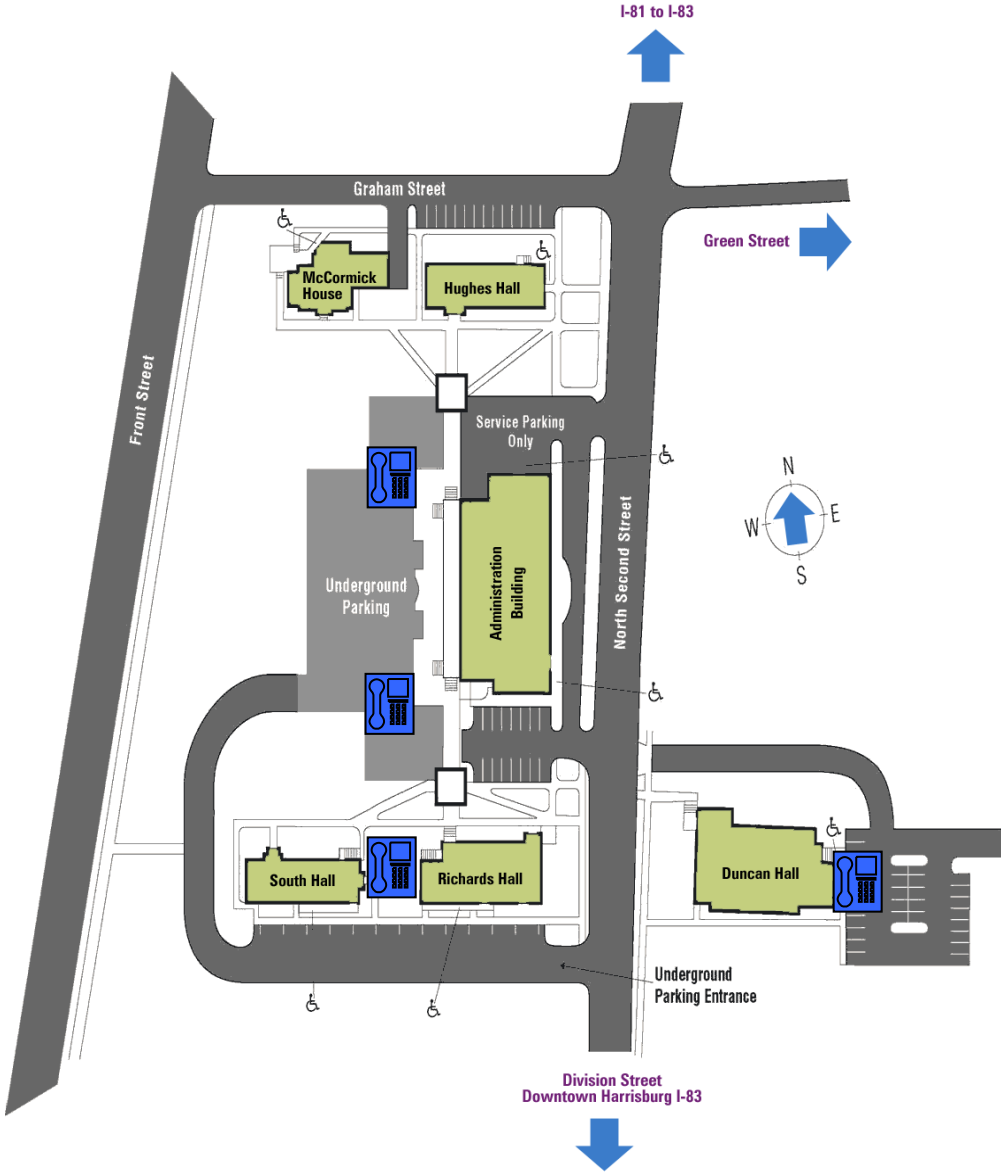 I-81 to I-83
Graham Street
Green Street
McCormick
House
Hughes Hall
Front Street
Service Parking
Only
N
W
E
S
North Second Street
Administration
Building
Underground
Parking
South Hall
Richards Hall
Duncan Hall
Underground
Parking Entrance
Division Street
Downtown Harrisburg I-83